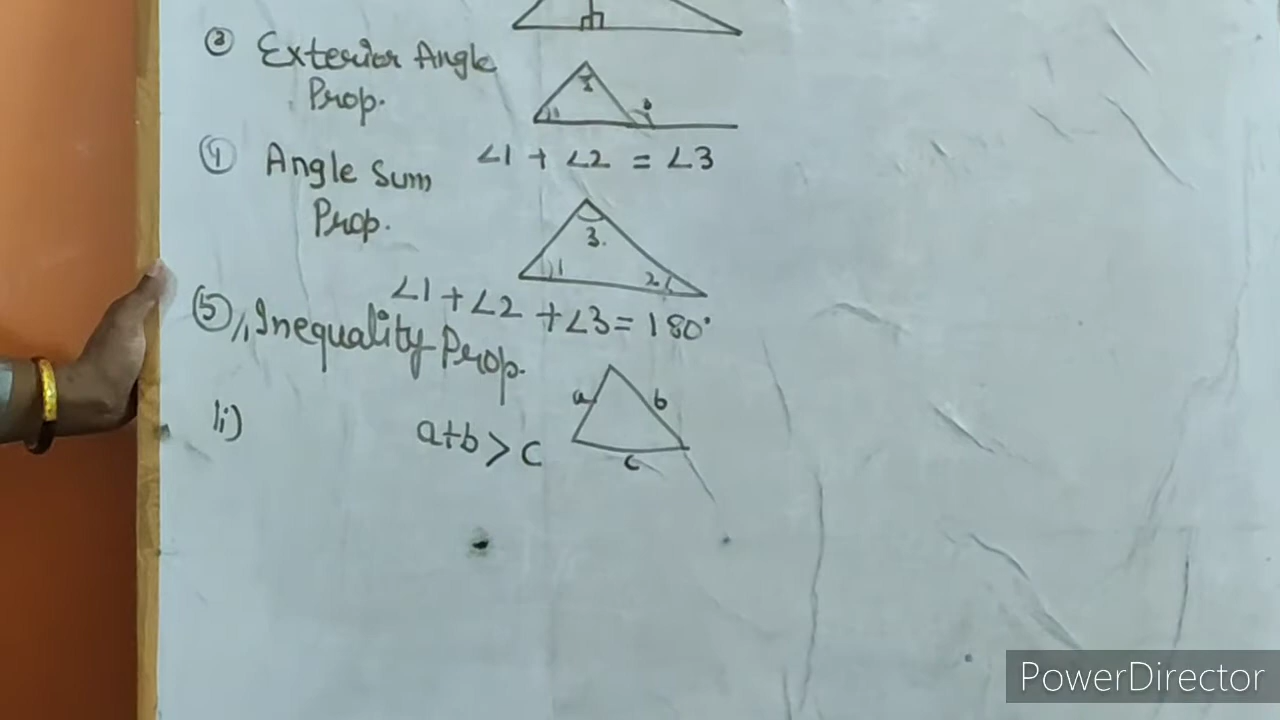 ③ Exterior Angle
Prop.
∠1 + ∠2 = ∠3
④ Angle Sum
Prop.
3.
1
2
∠1 + ∠2 + ∠3 = 180°
⑤ Inequality Prop.
ii)
a+b > c
a
b
c
PowerDirector